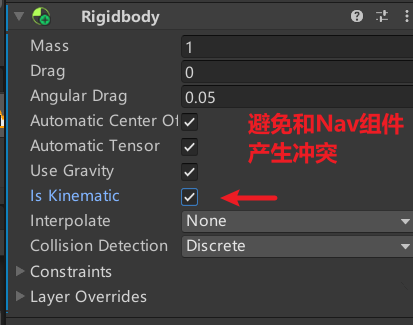 Rigidbody
Mass 1
Drag 0
Angular Drag 0.05
Automatic Center Of
Automatic Tensor
Use Gravity
Is Kinematic
Interpolate None
Collision Detection Discrete
Constraints
Layer Overrides
避免和Nav组件
产生冲突